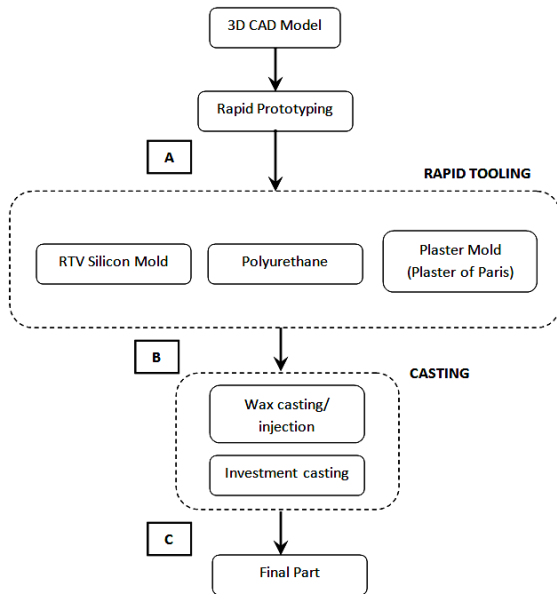 3D CAD Model
Rapid Prototyping
A
RAPID TOOLING
RTV Silicon Mold
Polyurethane
Plaster Mold
(Plaster of Paris)
B
CASTING
Wax casting/
injection
Investment casting
C
Final Part